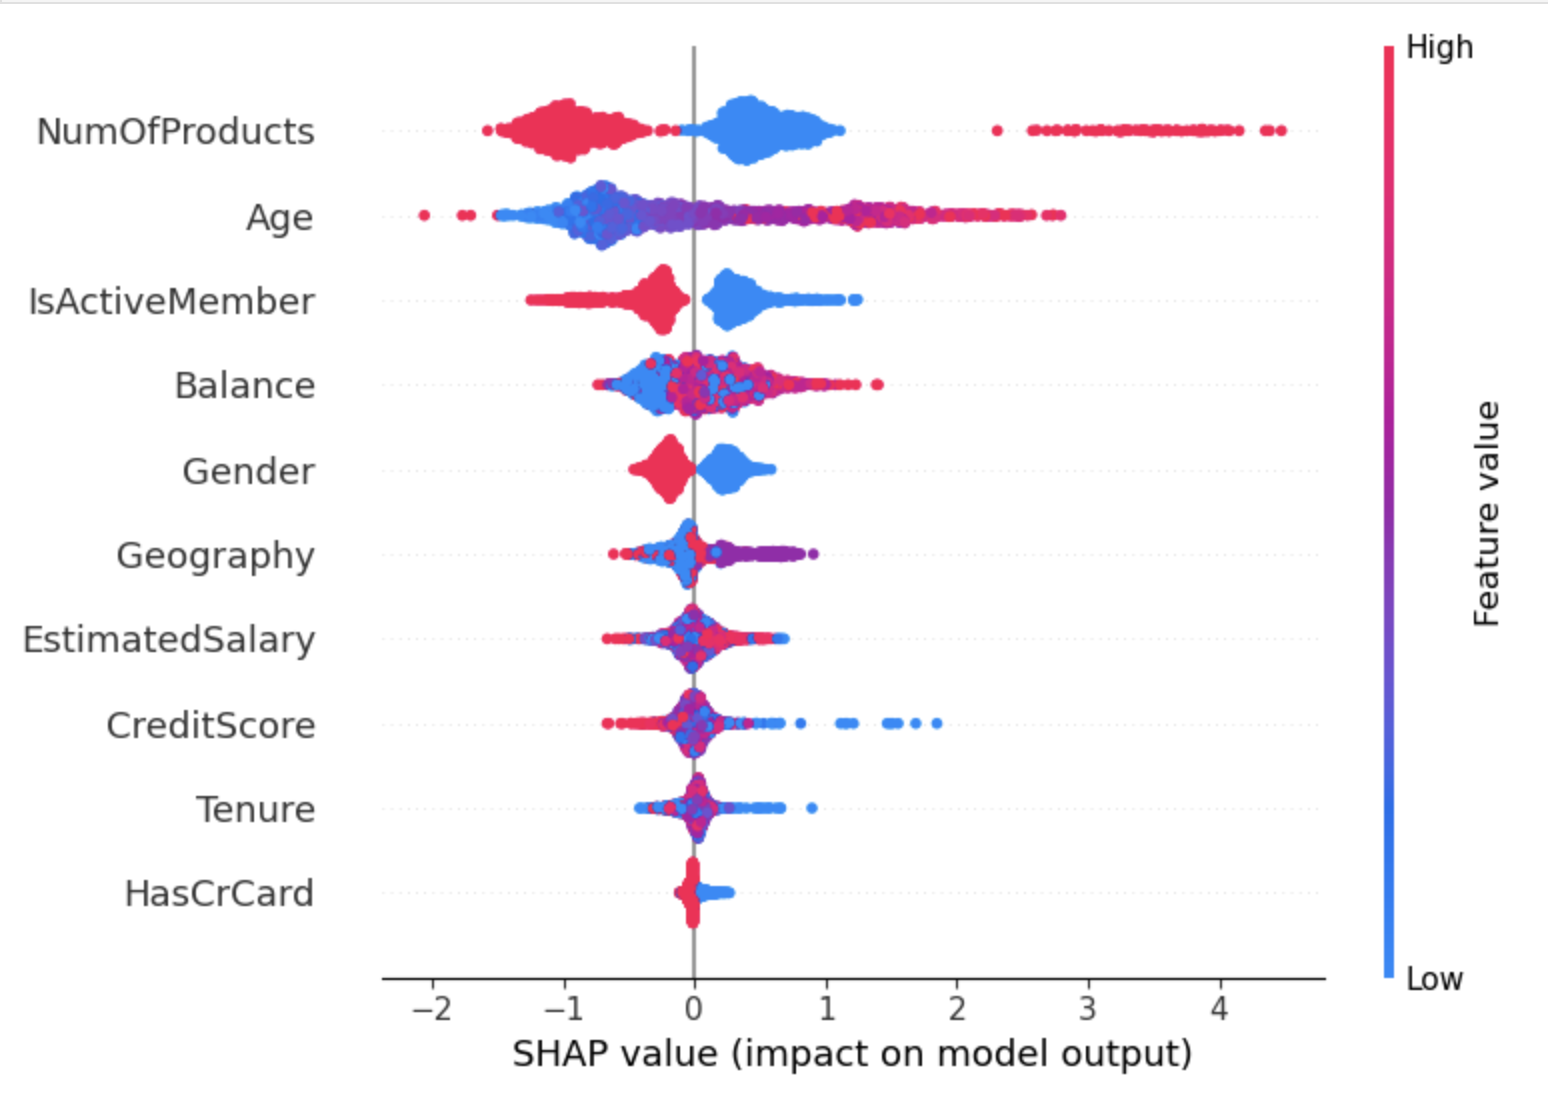 High
NumOfProducts
Age
IsActiveMember
Balance
Gender
Geography
EstimatedSalary
CreditScore
Tenure
HasCrCard
Feature value
Low
−2 −1 0 1 2 3 4
SHAP value (impact on model output)